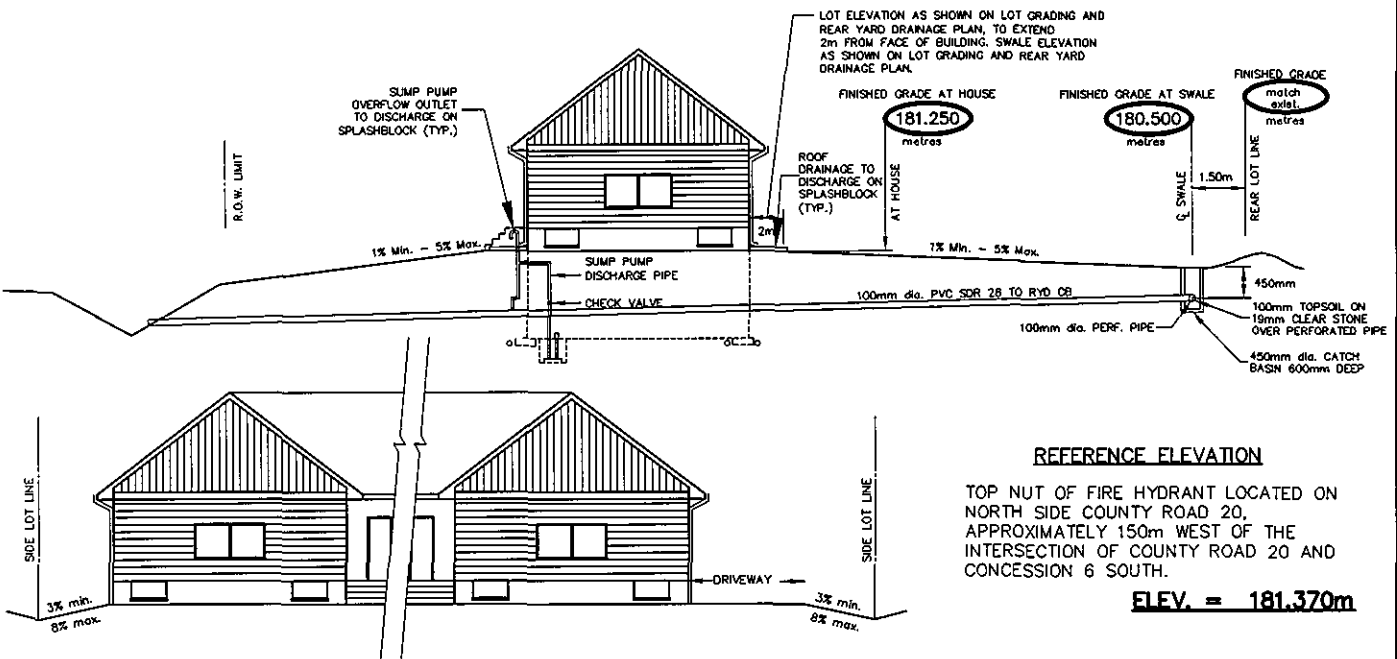 LOT ELEVATION AS SHOWN ON LOT GRADING AND
REAR YARD DRAINAGE PLAN, TO EXTEND
2m FROM FACE OF BUILDING. SWALE ELEVATION
AS SHOWN ON LOT GRADING AND REAR YARD
DRAINAGE PLAN.
SUMP PUMP
OVERFLOW OUTLET
TO DISCHARGE ON
SPLASHBLOCK (TYP.)
FINISHED GRADE AT HOUSE
181.250
metres
FINISHED GRADE AT SWALE
180.500
metres
FINISHED GRADE
match
exist.
metres
R.O.W. LIMIT
ROOF
DRAINAGE TO
DISCHARGE ON
SPLASHBLOCK
(TYP.)
AT HOUSE
℄ SWALE
1.50m
REAR LOT LINE
2m
1% Min. - 5% Max.
1% Min. - 5% Max.
SUMP PUMP
DISCHARGE PIPE
CHECK VALVE
100mm dia. PVC SDR 28 TO RYD CB
450mm
100mm dia. PERF. PIPE
100mm TOPSOIL ON
19mm CLEAR STONE
OVER PERFORATED PIPE
450mm dia. CATCH
BASIN 600mm DEEP
SIDE LOT LINE
SIDE LOT LINE
DRIVEWAY
3% min.
8% max.
3% min.
8% max.
REFERENCE ELEVATION
TOP NUT OF FIRE HYDRANT LOCATED ON
NORTH SIDE COUNTY ROAD 20,
APPROXIMATELY 150m WEST OF THE
INTERSECTION OF COUNTY ROAD 20 AND
CONCESSION 6 SOUTH.
ELEV. = 181.370m